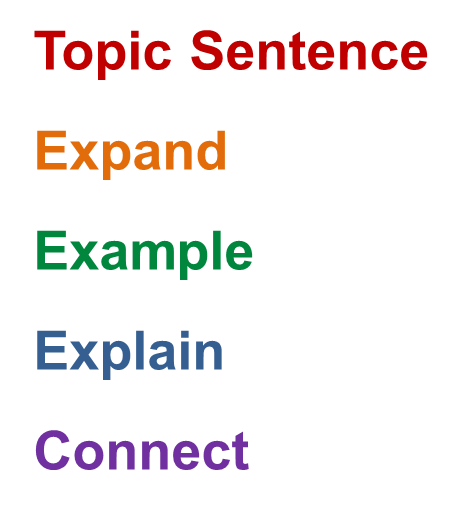 Topic Sentence
Expand
Example
Explain
Connect